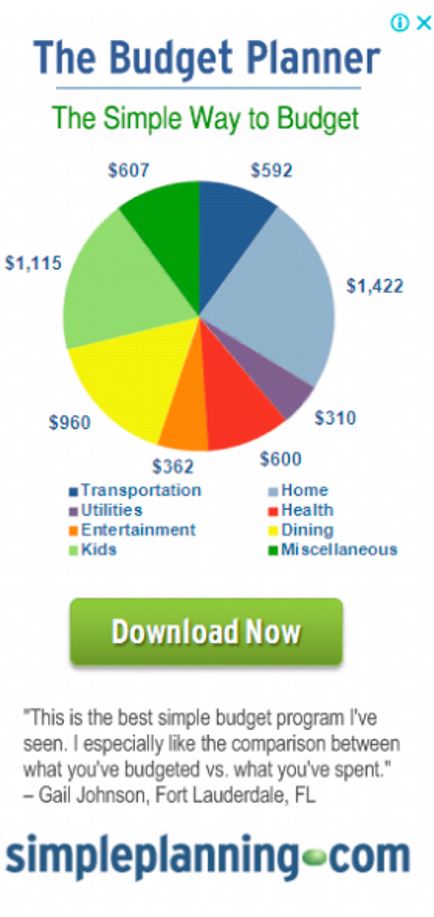 The Budget Planner
The Simple Way to Budget
$607 $592
$1,115
$1,422
$960
$310
$362 $600
Transportation Home
Utilities Health
Entertainment Dining
Kids Miscellaneous
Download Now
"This is the best simple budget program I've
seen. I especially like the comparison between
what you've budgeted vs. what you've spent."
– Gail Johnson, Fort Lauderdale, FL
simpleplanning.com